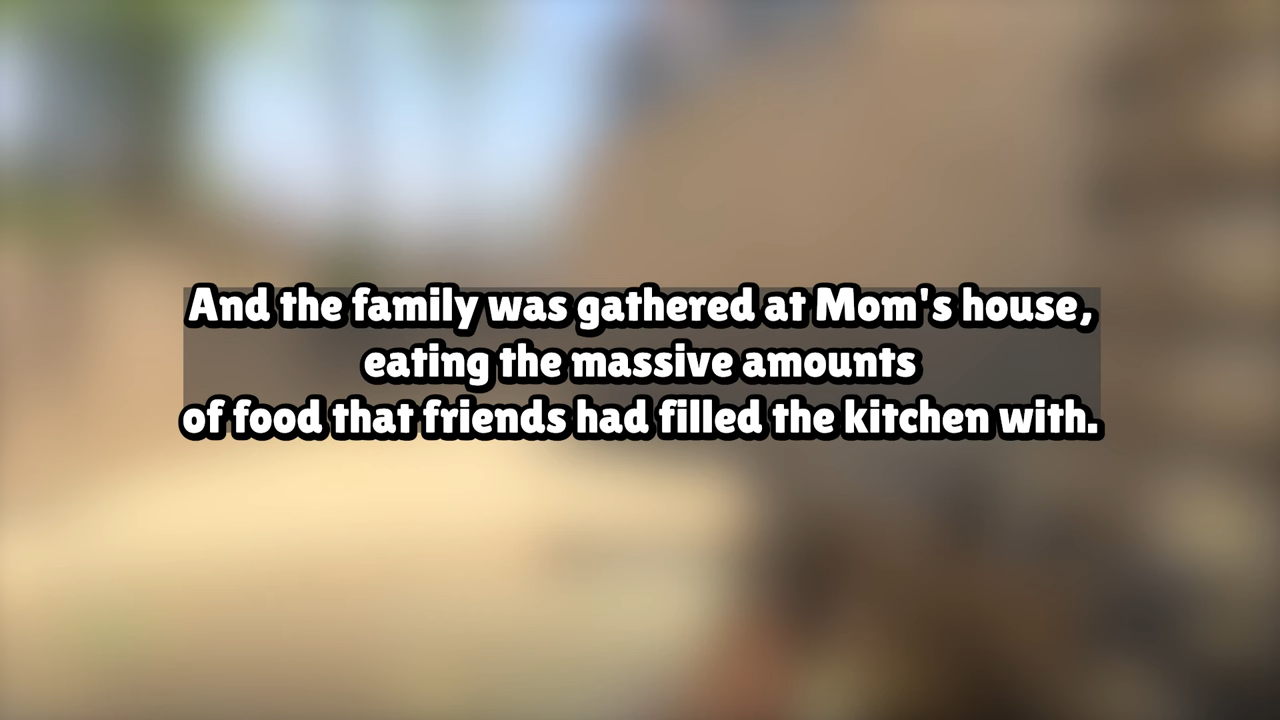 And the family was gathered at Mom's house,
eating the massive amounts
of food that friends had filled the kitchen with.